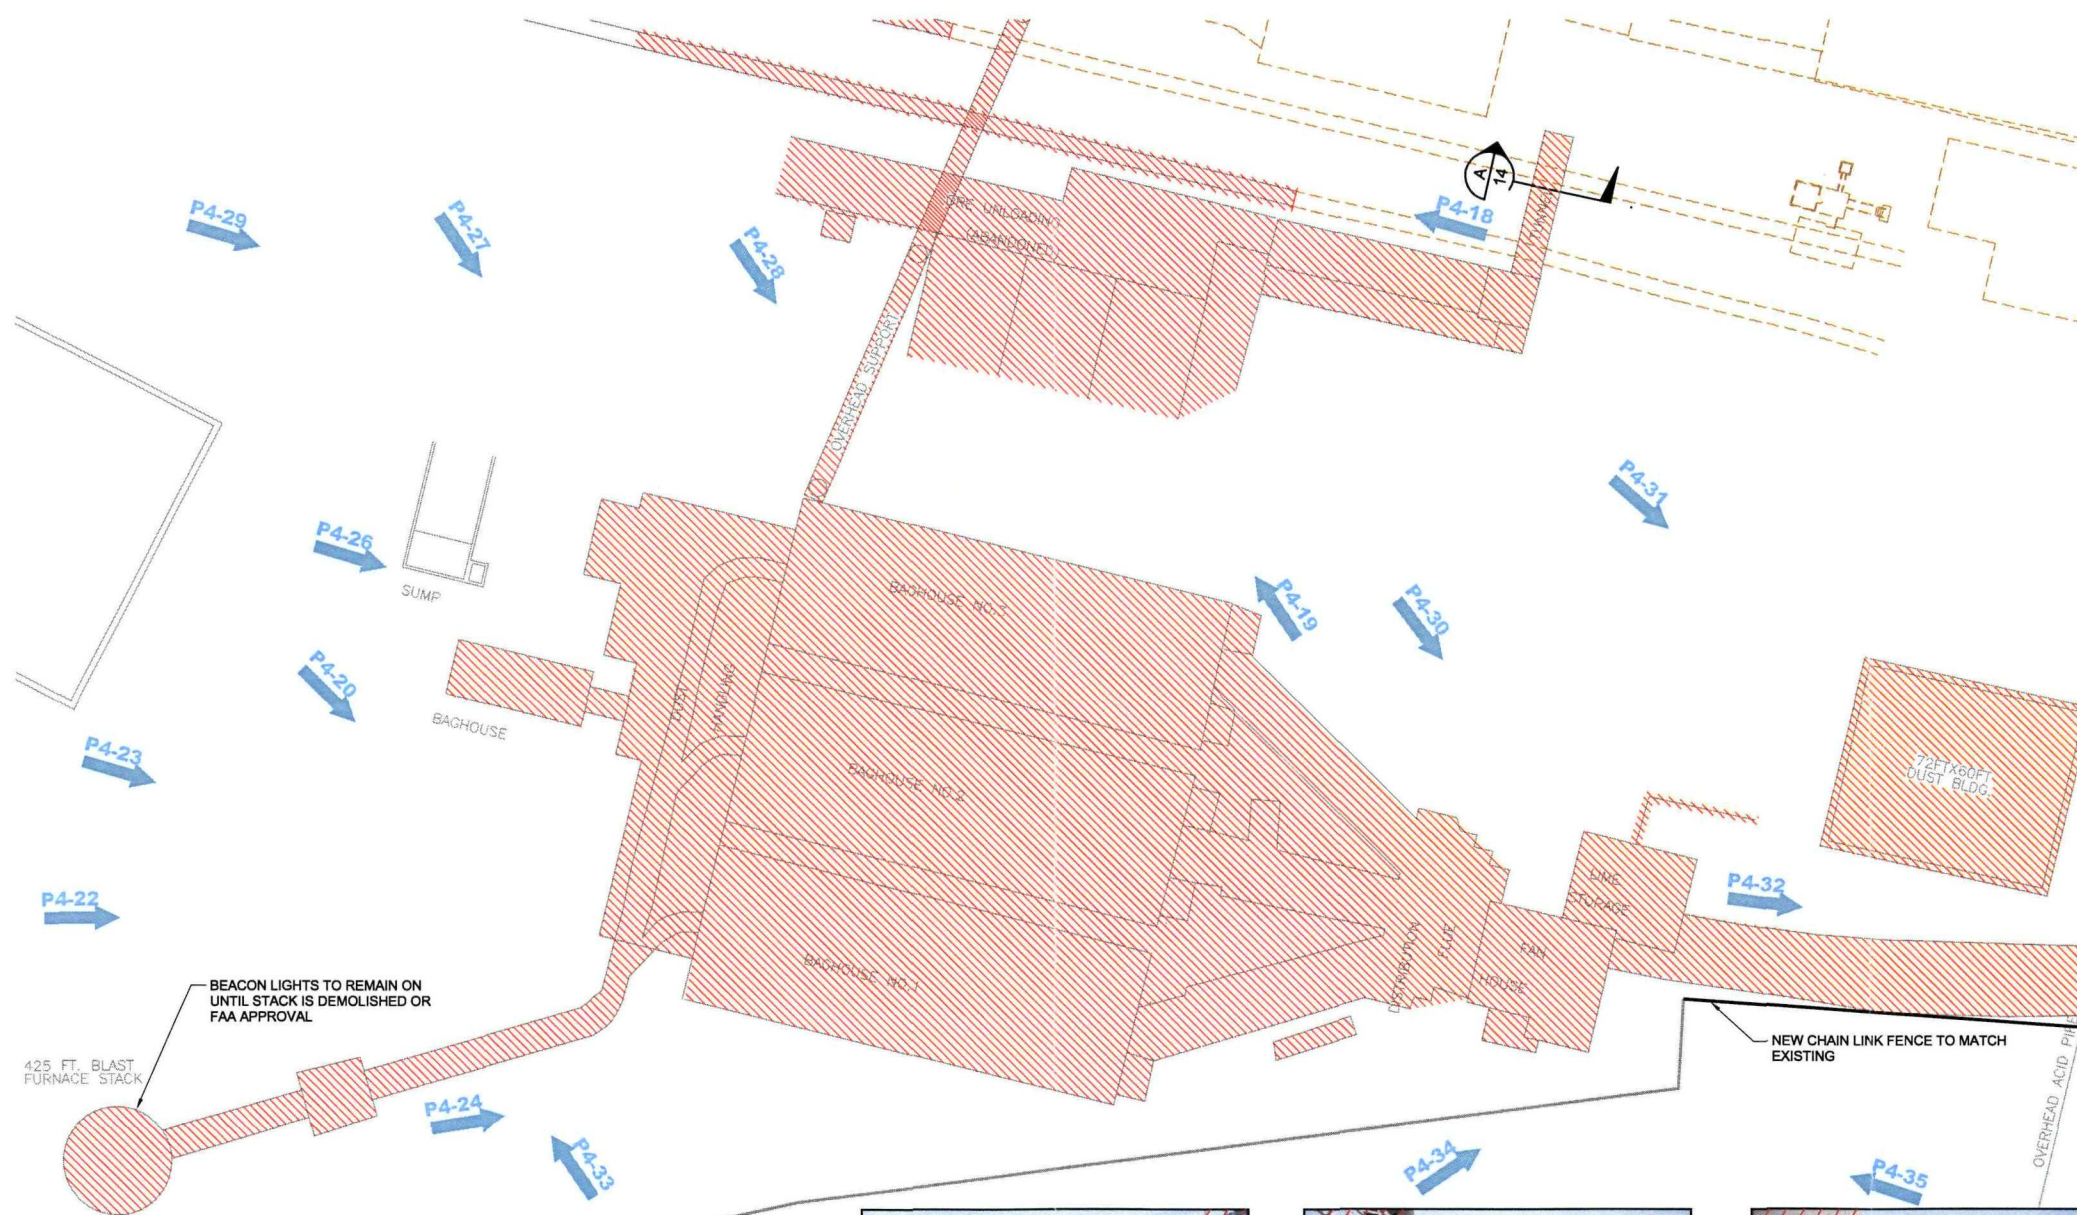 P4-29
P4-27
P4-28
ORE UNLOADING
(ABANDONED)
A
14
P4-18
TUNNEL
OVERHEAD SUPPORT
P4-31
P4-26
SUMP
BAGHOUSE NO.3
P4-19
P4-30
P4-20
BAGHOUSE
DUST
HANDLING
P4-23
BAGHOUSE NO.2
72FTX60FT.
DUST BLDG.
P4-22
LIME
STORAGE
P4-32
DISTRIBUTION
FLUE
FAN
HOUSE
BAGHOUSE NO.1
BEACON LIGHTS TO REMAIN ON
UNTIL STACK IS DEMOLISHED OR
FAA APPROVAL
NEW CHAIN LINK FENCE TO MATCH
EXISTING
425 FT. BLAST
FURNACE STACK
OVERHEAD ACID PIPE
P4-24
P4-33
P4-34
P4-35